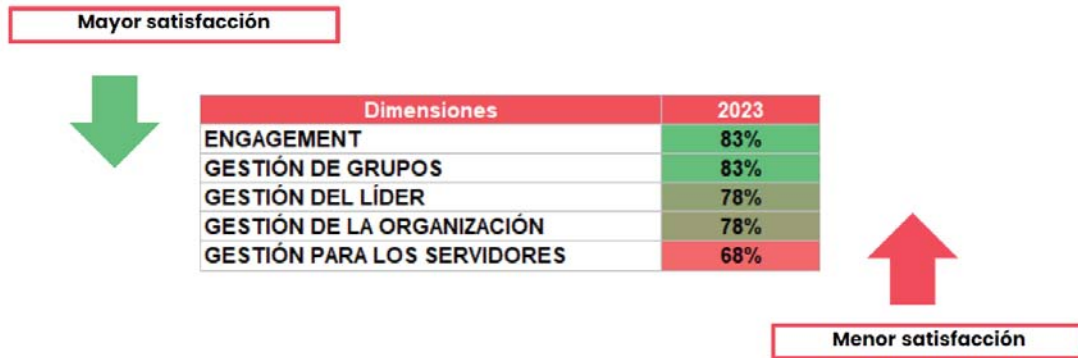 Mayor satisfacción
Dimensiones 2023
ENGAGEMENT 83%
GESTIÓN DE GRUPOS 83%
GESTIÓN DEL LÍDER 78%
GESTIÓN DE LA ORGANIZACIÓN 78%
GESTIÓN PARA LOS SERVIDORES 68%
Menor satisfacción